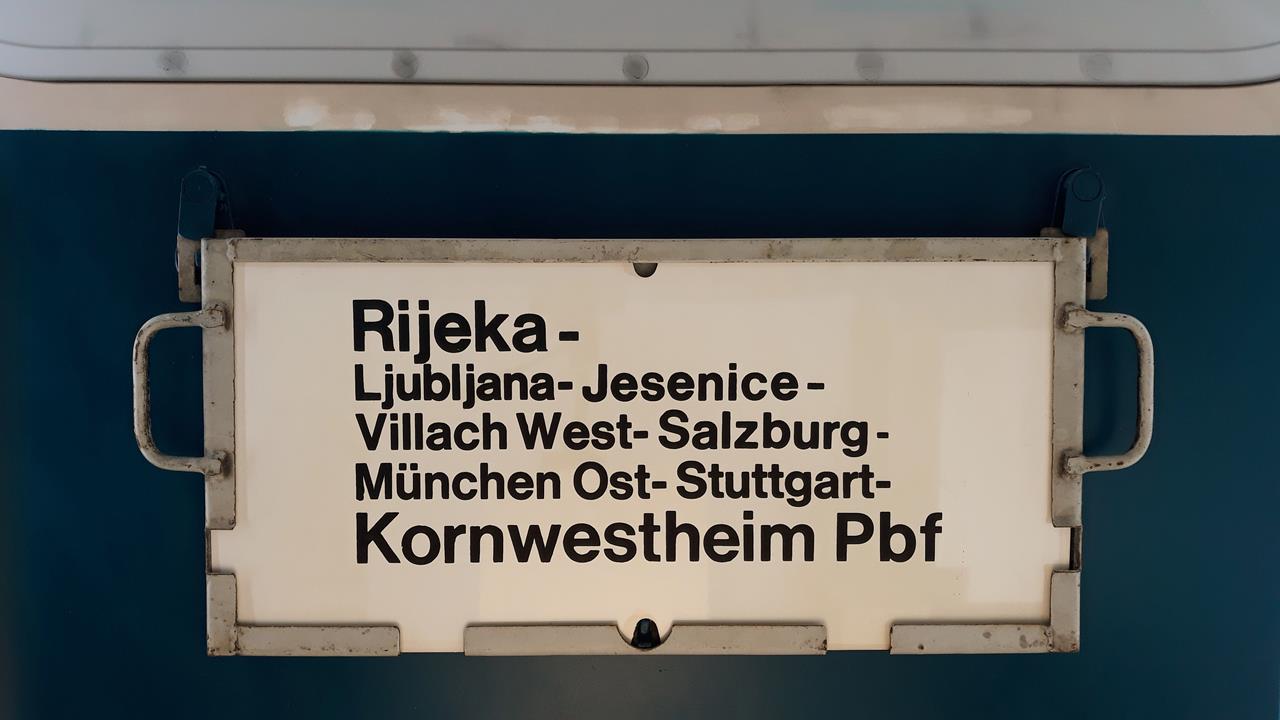 Rijeka -
Ljubljana- Jesenice -
Villach West- Salzburg -
München Ost- Stuttgart-
Kornwestheim Pbf